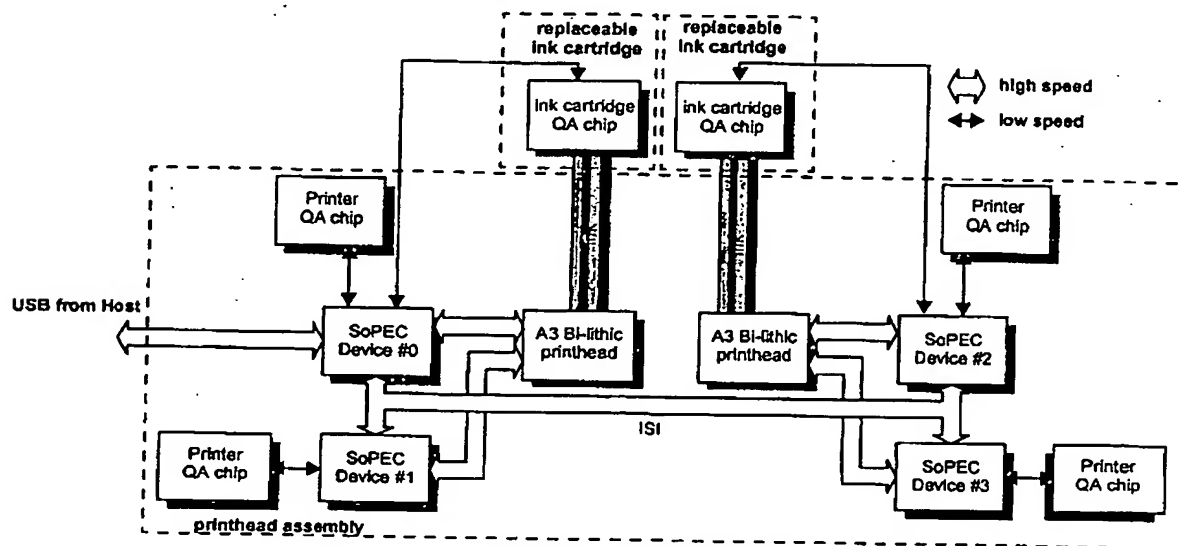 replaceable
ink cartridge
replaceable
ink cartridge
ink cartridge
QA chip
ink cartridge
QA chip
high speed
low speed
Printer
QA chip
Printer
QA chip
USB from Host
SoPEC
Device #0
A3 Bi-lithic
printhead
A3 Bi-lithic
printhead
SoPEC
Device #2
ISI
Printer
QA chip
SoPEC
Device #1
SoPEC
Device #3
Printer
QA chip
printhead assembly